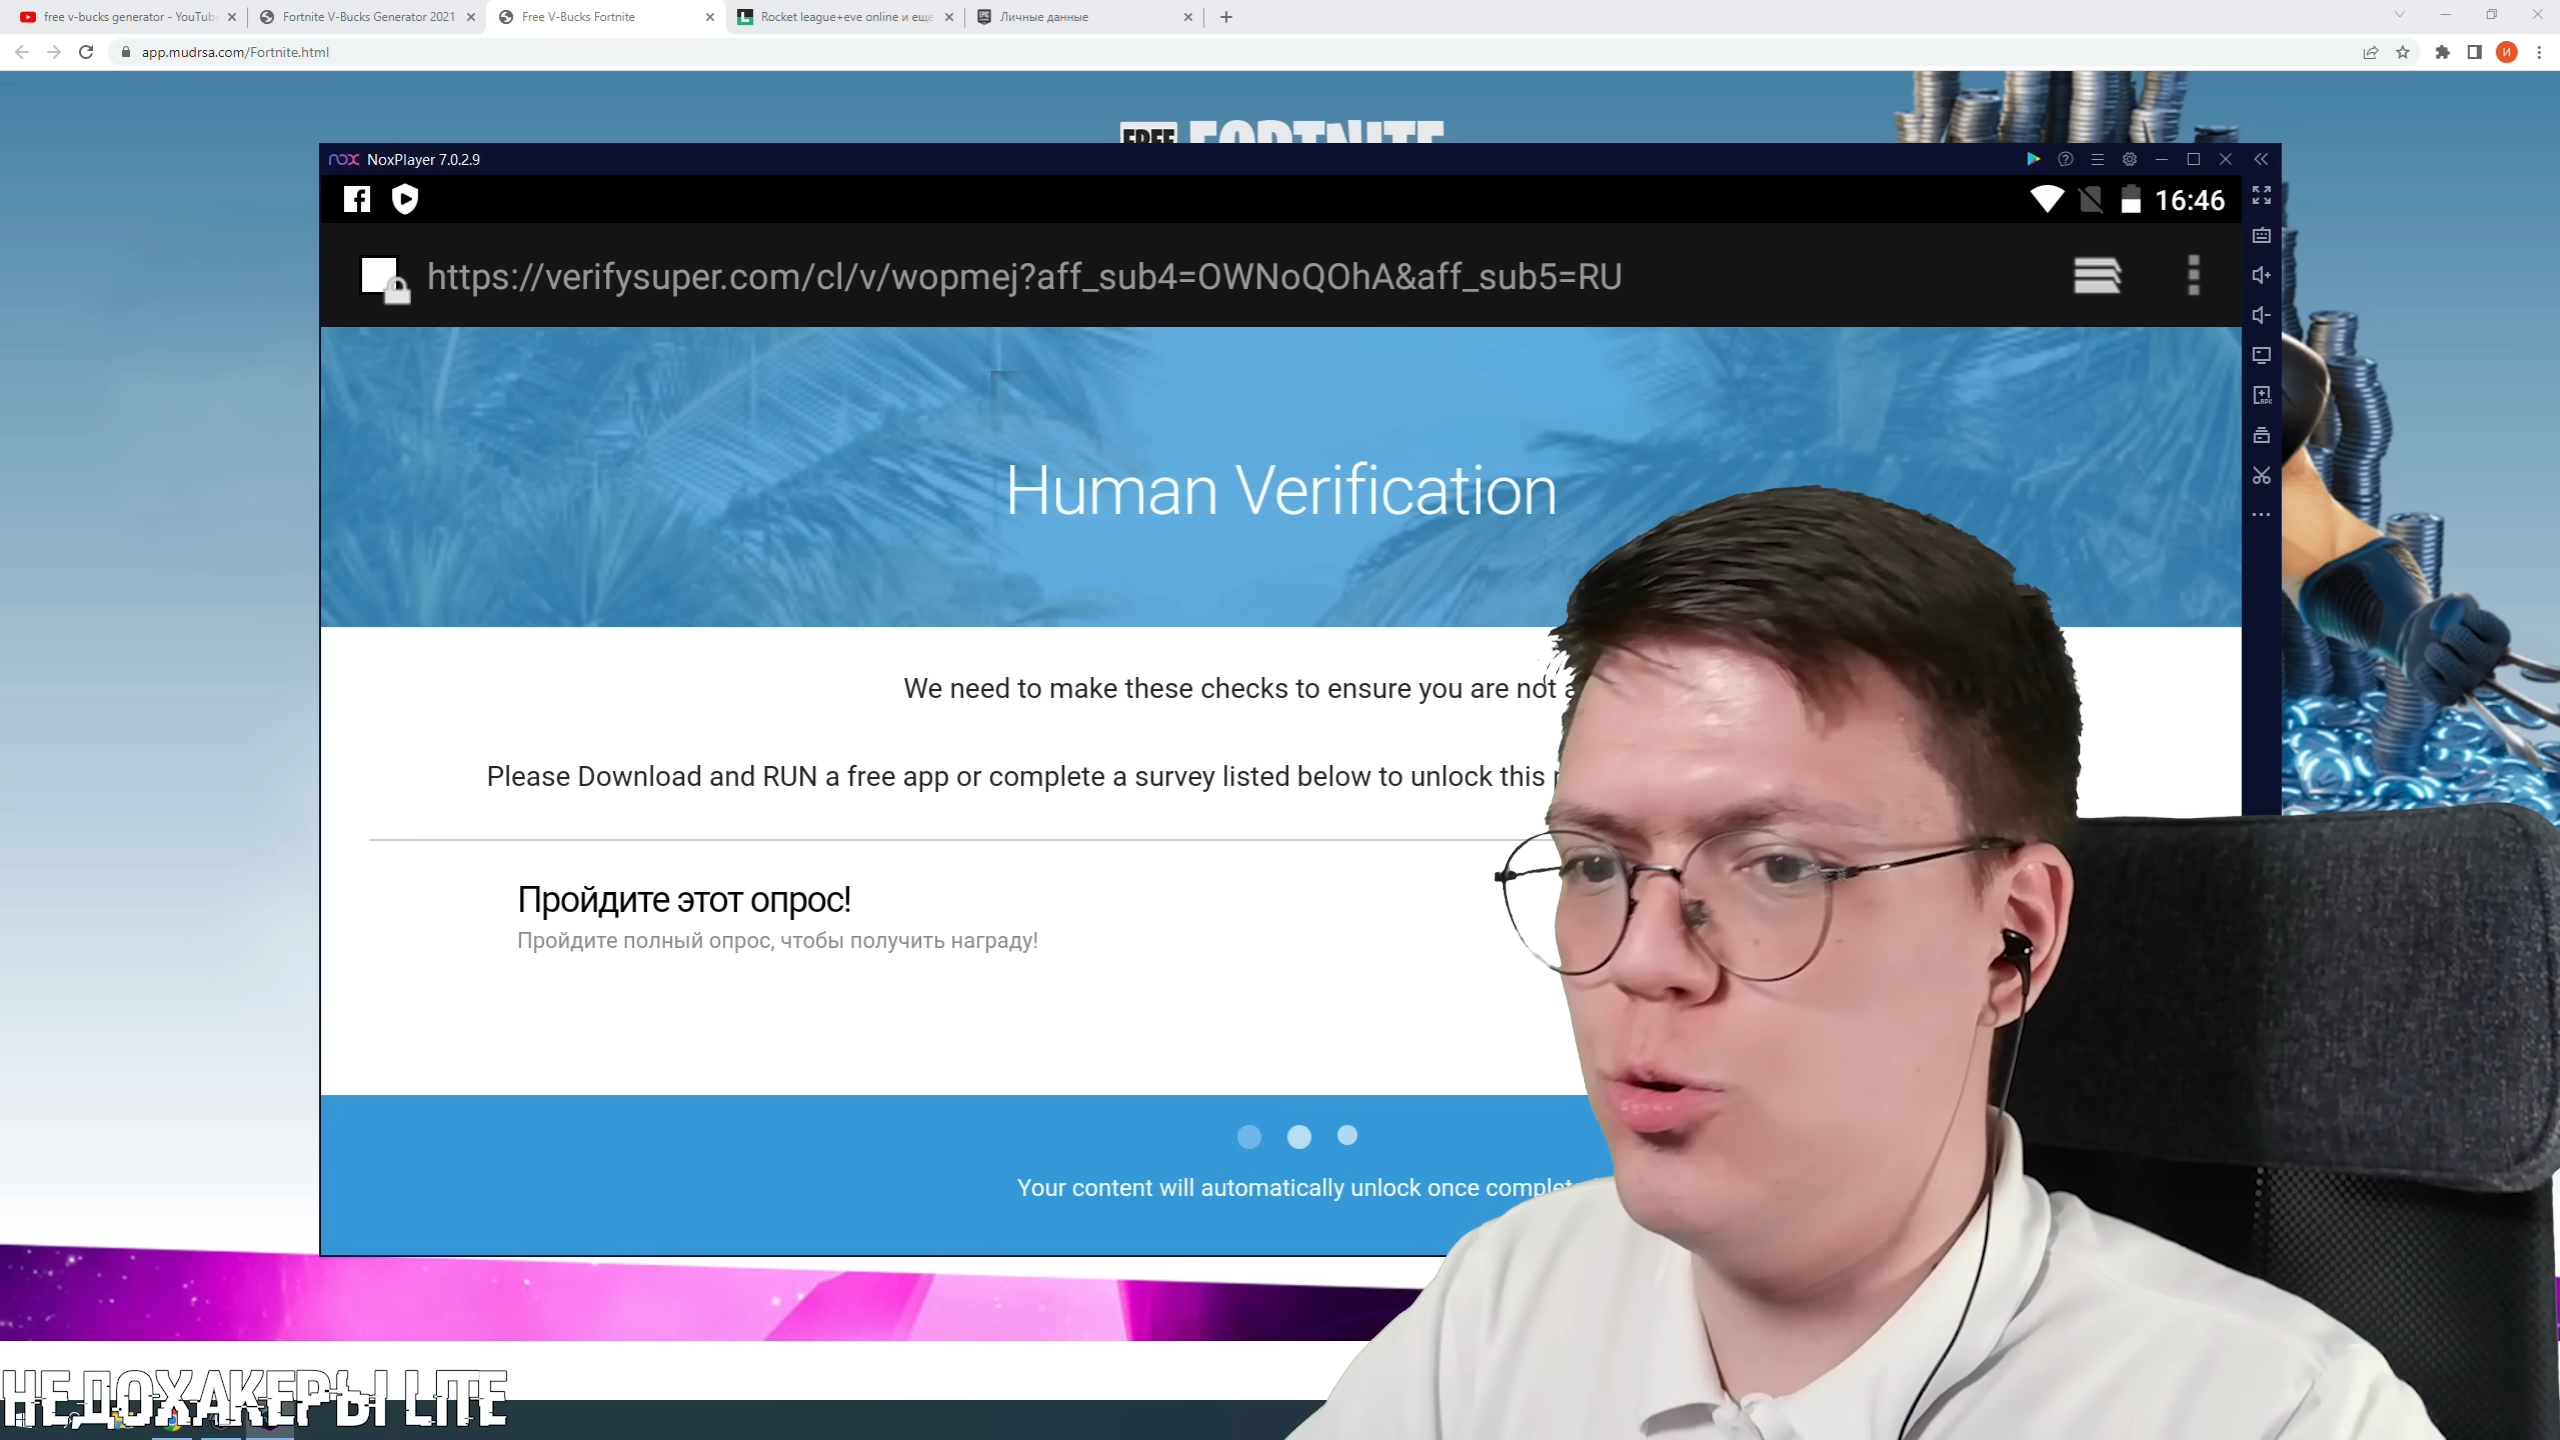 free v-bucks generator - YouTub
Fortnite V-Bucks Generator 2021
Free V-Bucks Fortnite
Rocket league+eve online и еще
Личные данные
app.mudrsa.com/Fortnite.html
И
FREE FORTNITE
nox NoxPlayer 7.0.2.9
16:46
https://verifysuper.com/cl/v/wopmej?aff_sub4=OWNoQOhA&aff_sub5=RU
Human Verification
We need to make these checks to ensure you are not a
Please Download and RUN a free app or complete a survey listed below to unlock this
Пройдите этот опрос!
Пройдите полный опрос, чтобы получить награду!
Your content will automatically unlock once complet
НЕДОХАКЕРЫ LITE